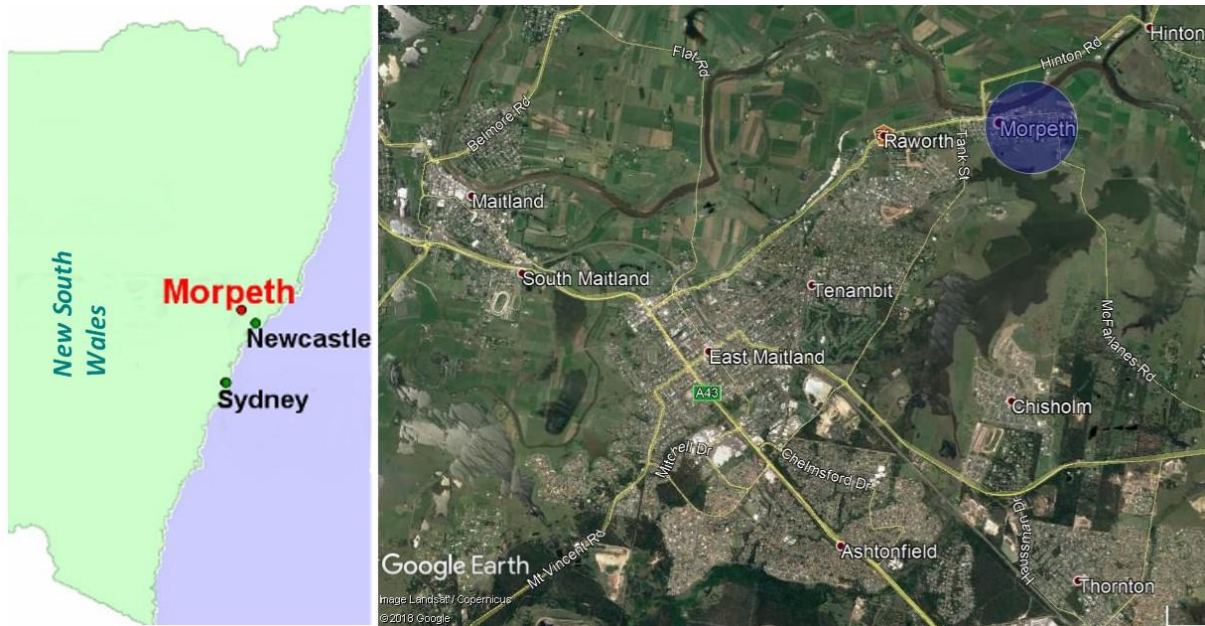 New South
Wales
Morpeth
Newcastle
Sydney
Hinton
Hinton Rd
Flat Rd
Belmore Rd
Morpeth
Raworth
Tank St
Maitland
South Maitland
Tenambit
McFarlanes Rd
East Maitland
A43
Chisholm
Mitchell Dr
Chelmsford Dr
Haussman Dr
Mt Vincent Rd
Ashtonfield
Thornton
Google Earth
Image Landsat / Copernicus
© 2018 Google